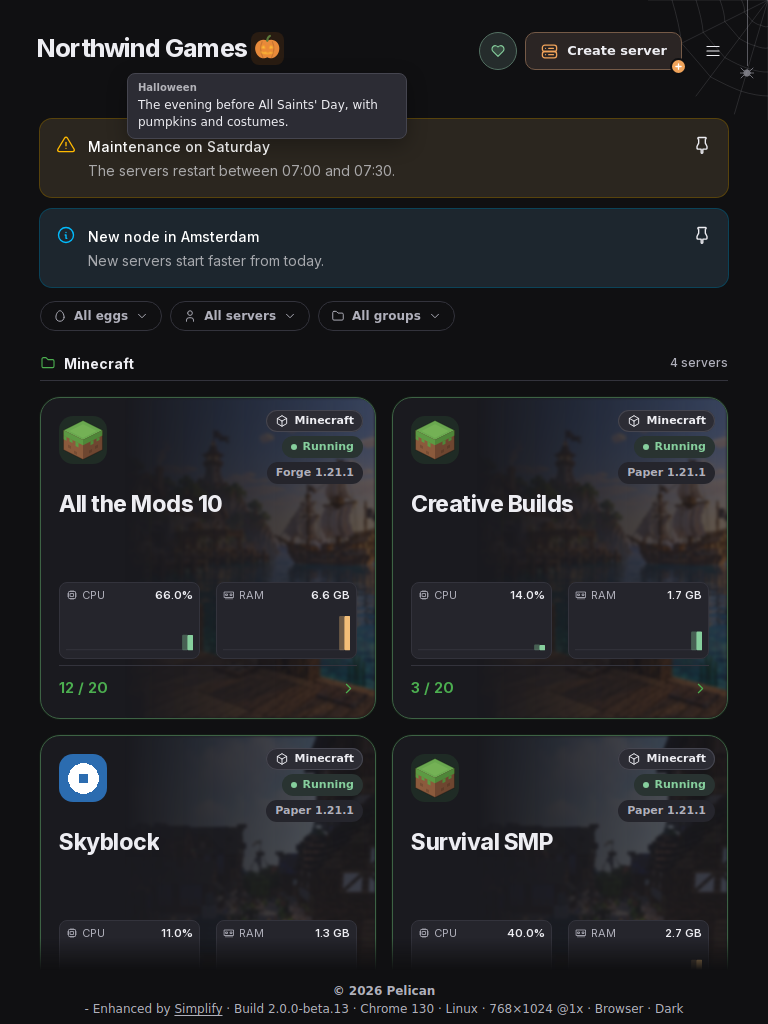 Northwind Games
Create server
Halloween
The evening before All Saints' Day, with
pumpkins and costumes.
Maintenance on Saturday
The servers restart between 07:00 and 07:30.
New node in Amsterdam
New servers start faster from today.
All eggs
All servers
All groups
Minecraft
4 servers
Minecraft
Running
Forge 1.21.1
All the Mods 10
CPU 66.0%
RAM 6.6 GB
12 / 20
Minecraft
Running
Paper 1.21.1
Creative Builds
CPU 14.0%
RAM 1.7 GB
3 / 20
Minecraft
Running
Paper 1.21.1
Skyblock
CPU 11.0%
RAM 1.3 GB
Minecraft
Running
Paper 1.21.1
Survival SMP
CPU 40.0%
RAM 2.7 GB
© 2026 Pelican
- Enhanced by Simplify · Build 2.0.0-beta.13 · Chrome 130 · Linux · 768×1024 @1x · Browser · Dark